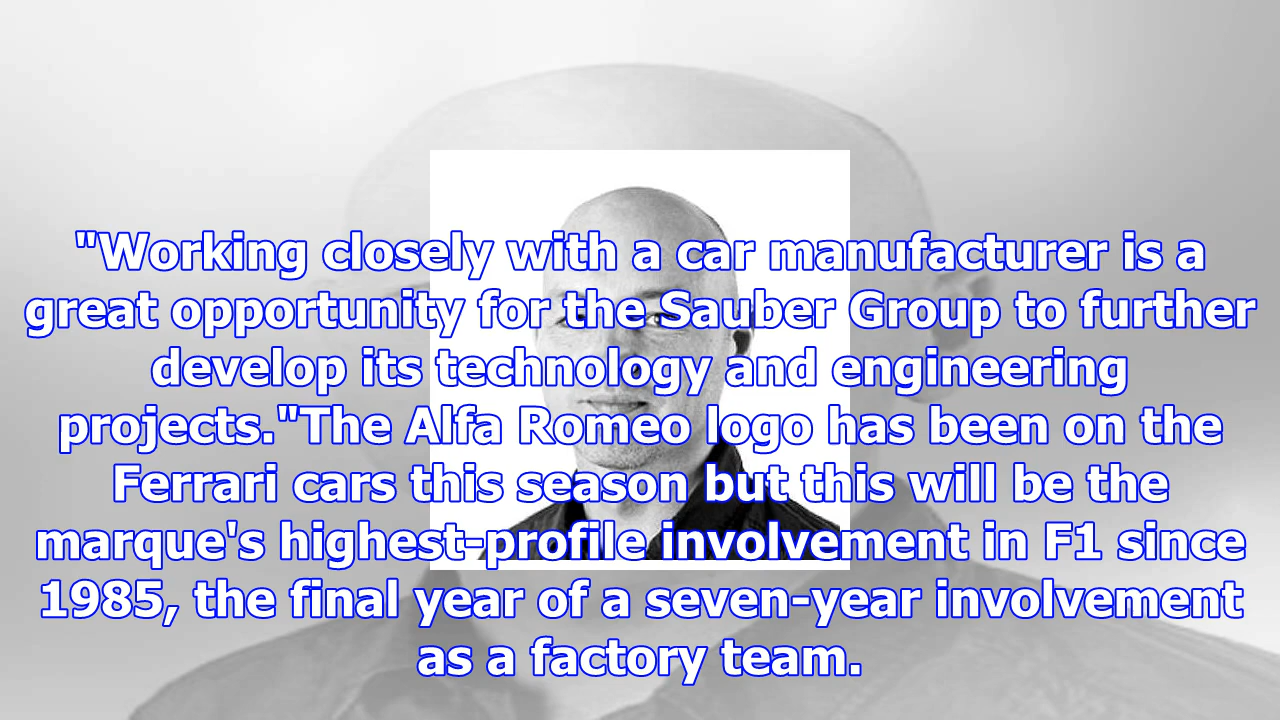 "Working closely with a car manufacturer is a
great opportunity for the Sauber Group to further
develop its technology and engineering
projects."The Alfa Romeo logo has been on the
Ferrari cars this season but this will be the
marque's highest-profile involvement in F1 since
1985, the final year of a seven-year involvement
as a factory team.